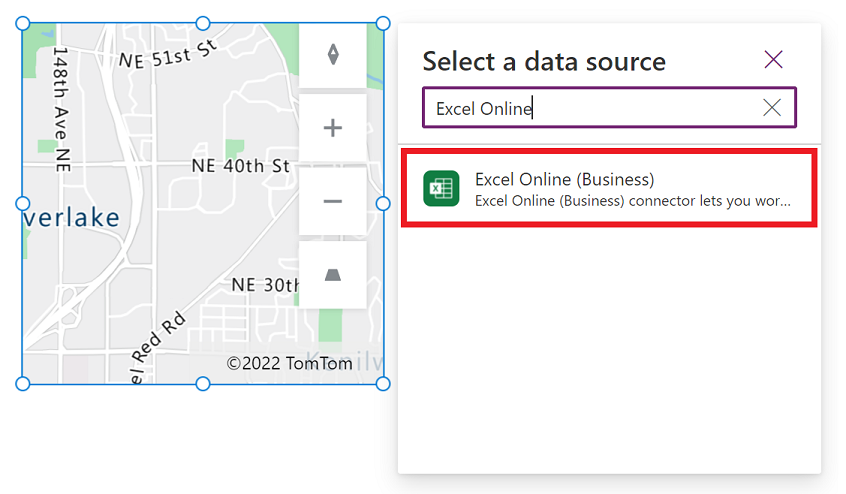 148th Ave NE
NE 51st St
NE 40th St
verlake
NE 30th
el Red Rd
©2022 TomTom
Select a data source
Excel Online
Excel Online (Business)
Excel Online (Business) connector lets you wor...